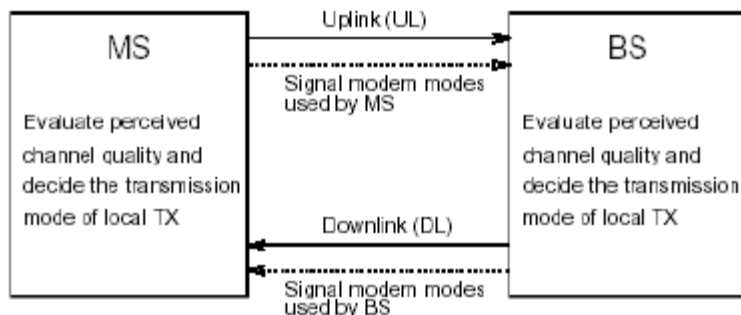 MS
Evaluate perceived
channel quality and
decide the transmission
mode of local TX
Uplink (UL)
Signal modem modes
used by MS
Downlink (DL)
Signal modem modes
used by BS
BS
Evaluate perceived
channel quality and
decide the transmission
mode of local TX